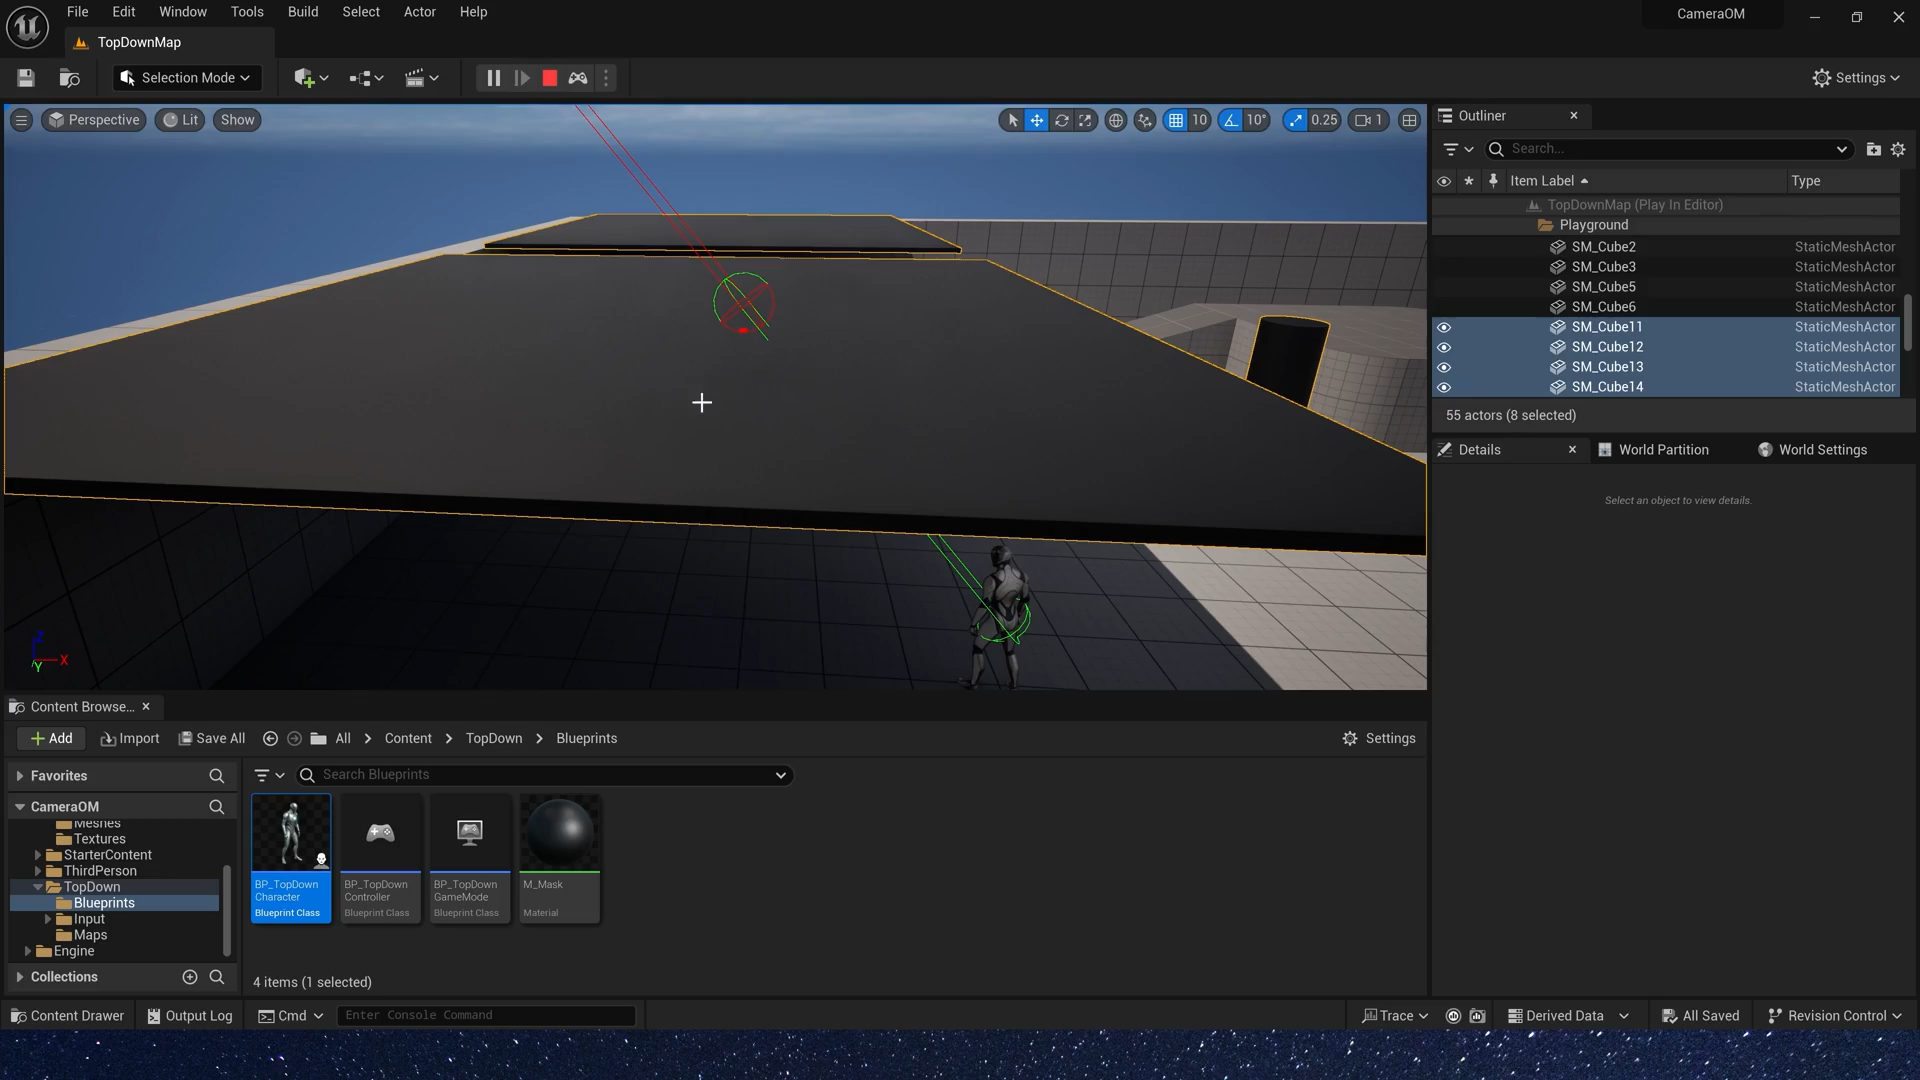 File Edit Window Tools Build Select Actor Help
CameraOM
TopDownMap
Selection Mode
Settings
Perspective Lit Show
10 10° 0.25 1
Outliner
Search...
Item Label Type
TopDownMap (Play In Editor)
Playground
SM_Cube2 StaticMeshActor
SM_Cube3 StaticMeshActor
SM_Cube5 StaticMeshActor
SM_Cube6 StaticMeshActor
SM_Cube11 StaticMeshActor
SM_Cube12 StaticMeshActor
SM_Cube13 StaticMeshActor
SM_Cube14 StaticMeshActor
55 actors (8 selected)
Details World Partition World Settings
Select an object to view details.
Z
X
Y
Content Browse...
Add Import Save All All Content TopDown Blueprints Settings
Favorites
Search Blueprints
CameraOM
Meshes
Textures
StarterContent
ThirdPerson
TopDown
Blueprints
Input
Maps
Engine
Collections
BP_TopDown
Character
Blueprint Class
BP_TopDown
Controller
Blueprint Class
BP_TopDown
GameMode
Blueprint Class
M_Mask
Material
4 items (1 selected)
Content Drawer Output Log Cmd Enter Console Command Trace Derived Data All Saved Revision Control